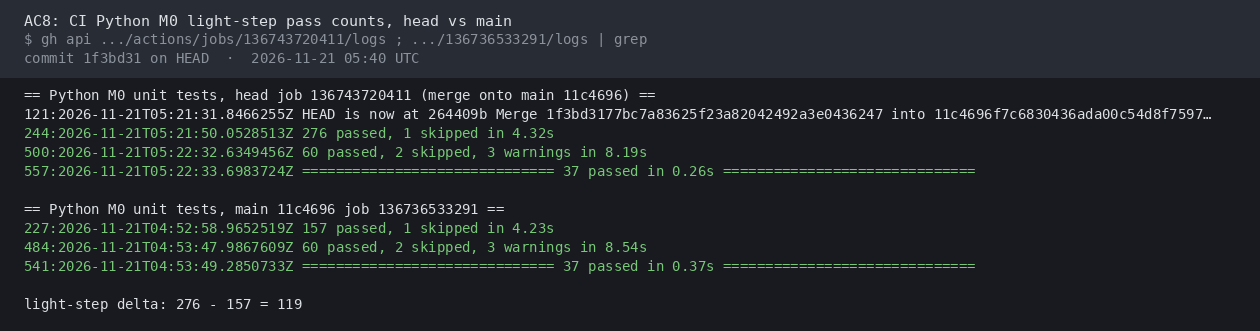 AC8: CI Python M0 light-step pass counts, head vs main
$ gh api .../actions/jobs/136743720411/logs ; .../136736533291/logs | grep
commit 1f3bd31 on HEAD · 2026-11-21 05:40 UTC
== Python M0 unit tests, head job 136743720411 (merge onto main 11c4696) ==
121:2026-11-21T05:21:31.8466255Z HEAD is now at 264409b Merge 1f3bd3177bc7a83625f23a82042492a3e0436247 into 11c4696f7c6830436ada00c54d8f7597…
244:2026-11-21T05:21:50.0528513Z 276 passed, 1 skipped in 4.32s
500:2026-11-21T05:22:32.6349456Z 60 passed, 2 skipped, 3 warnings in 8.19s
557:2026-11-21T05:22:33.6983724Z ============================== 37 passed in 0.26s ==============================
== Python M0 unit tests, main 11c4696 job 136736533291 ==
227:2026-11-21T04:52:58.9652519Z 157 passed, 1 skipped in 4.23s
484:2026-11-21T04:53:47.9867609Z 60 passed, 2 skipped, 3 warnings in 8.54s
541:2026-11-21T04:53:49.2850733Z ============================== 37 passed in 0.37s ==============================
light-step delta: 276 - 157 = 119